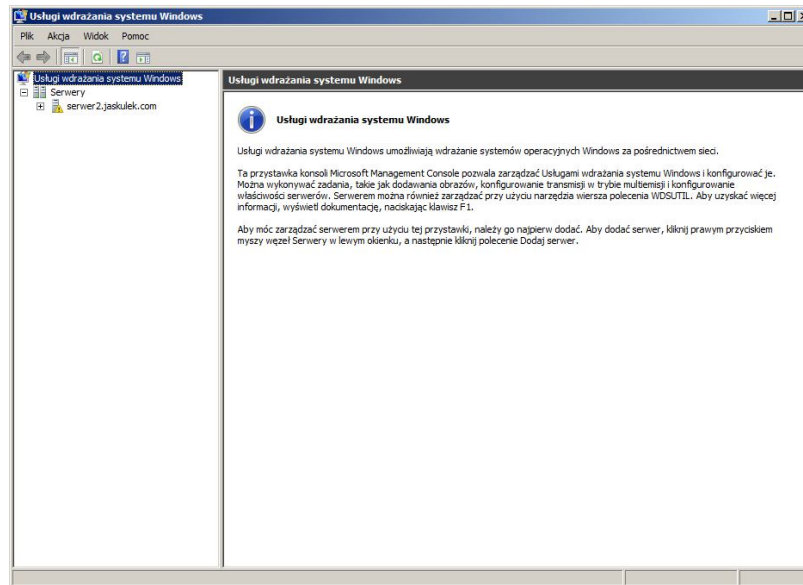 Usługi wdrażania systemu Windows
Plik Akcja Widok Pomoc
Usługi wdrażania systemu Windows
Serwery
serwer2.jaskulek.com
Usługi wdrażania systemu Windows
Usługi wdrażania systemu Windows
Usługi wdrażania systemu Windows umożliwiają wdrażanie systemów operacyjnych Windows za pośrednictwem sieci.
Ta przystawka konsoli Microsoft Management Console pozwala zarządzać Usługami wdrażania systemu Windows i konfigurować je.
Można wykonywać zadania, takie jak dodawania obrazów, konfigurowanie transmisji w trybie multiemisji i konfigurowanie
właściwości serwerów. Serwerem można również zarządzać przy użyciu narzędzia wiersza polecenia WDSUTIL. Aby uzyskać więcej
informacji, wyświetl dokumentację, naciskając klawisz F1.
Aby móc zarządzać serwerem przy użyciu tej przystawki, należy go najpierw dodać. Aby dodać serwer, kliknij prawym przyciskiem
myszy węzeł Serwery w lewym okienku, a następnie kliknij polecenie Dodaj serwer.